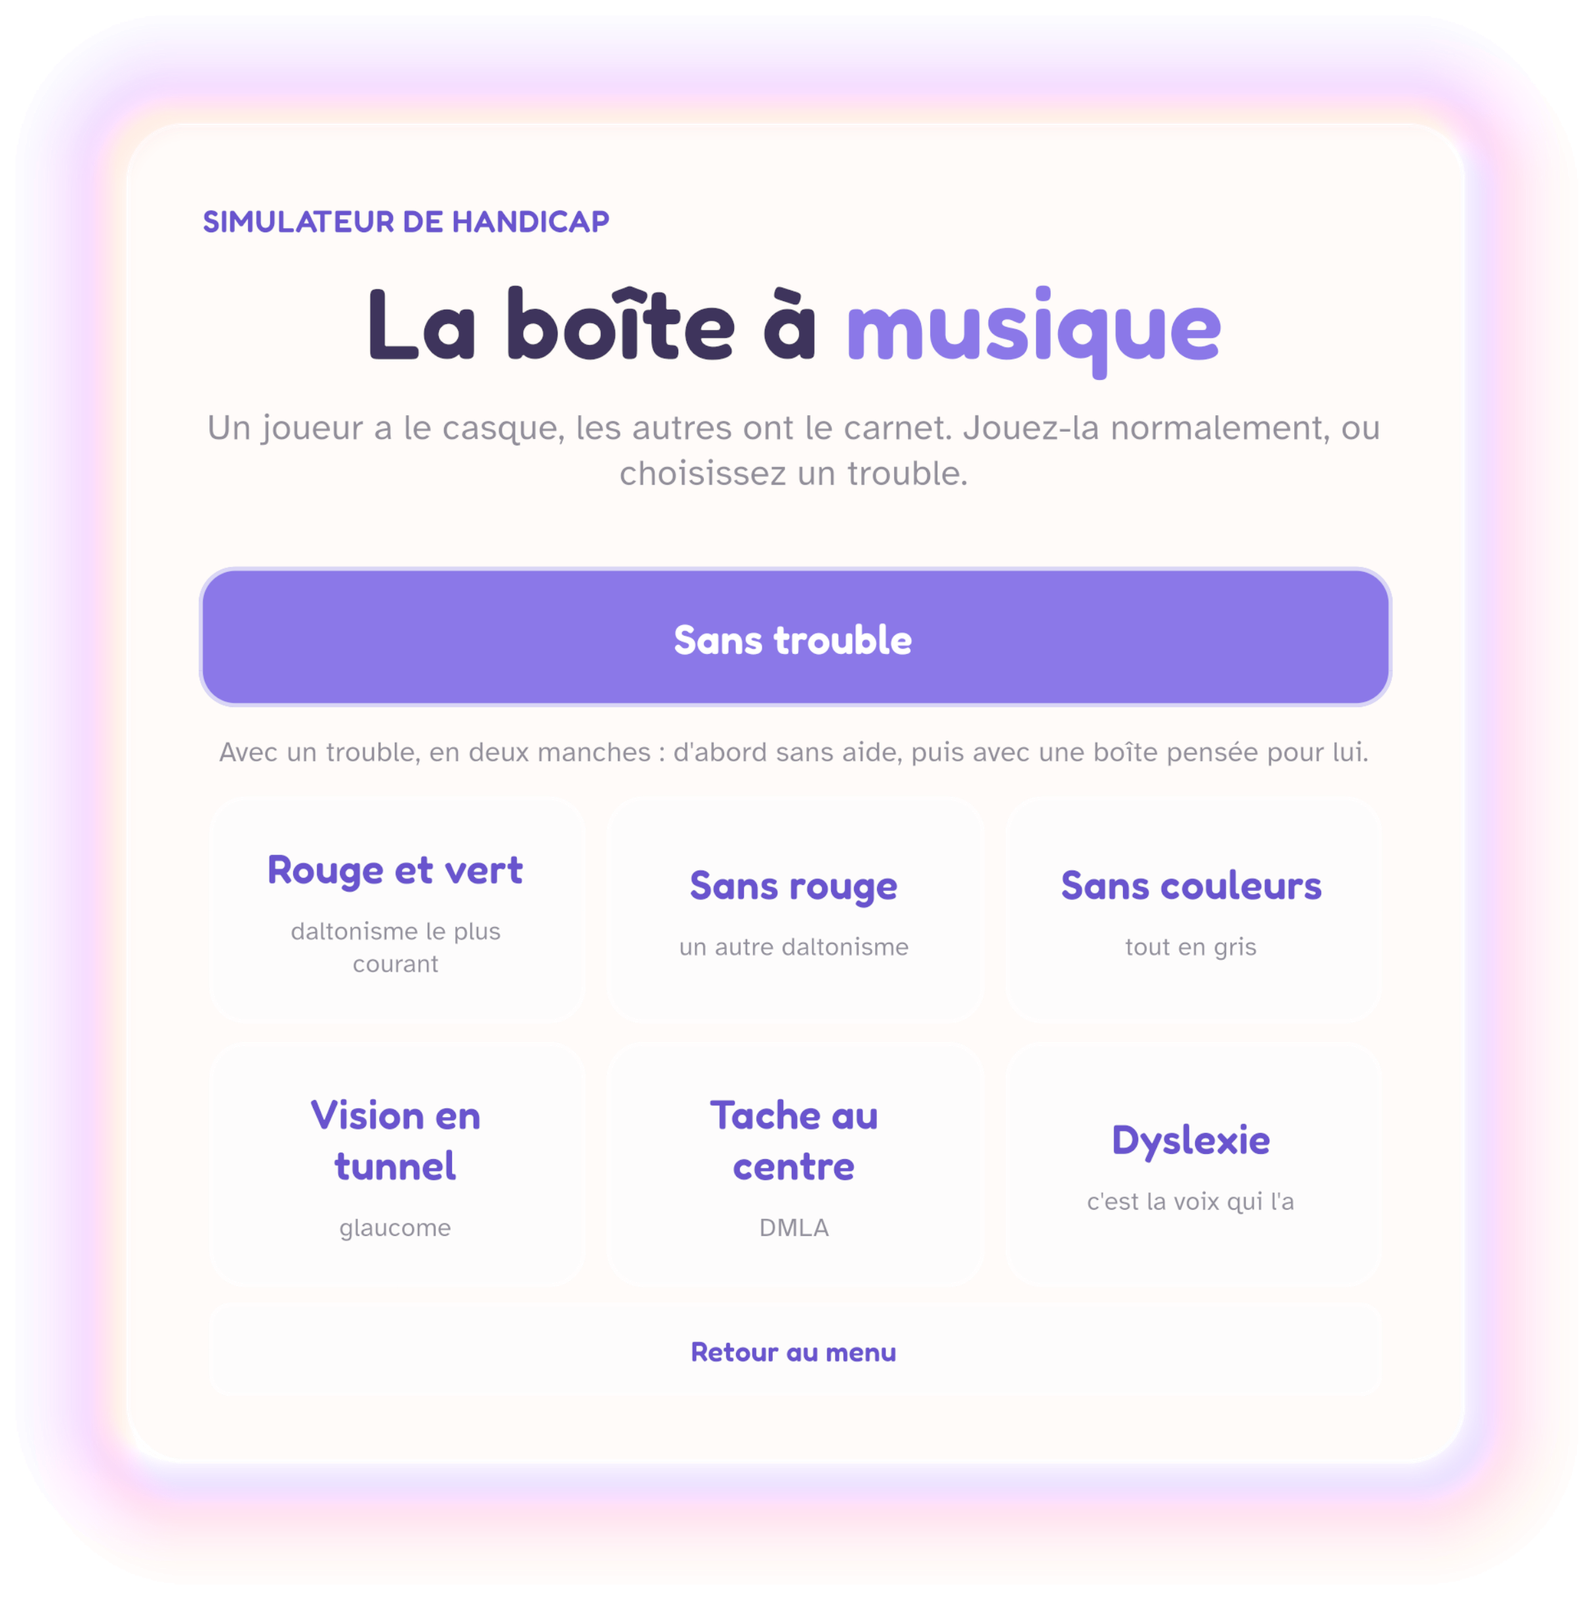 SIMULATEUR DE HANDICAP
La boîte à musique
Un joueur a le casque, les autres ont le carnet. Jouez-la normalement, ou
choisissez un trouble.
Sans trouble
Avec un trouble, en deux manches : d'abord sans aide, puis avec une boîte pensée pour lui.
Rouge et vert
daltonisme le plus
courant
Sans rouge
un autre daltonisme
Sans couleurs
tout en gris
Vision en
tunnel
glaucome
Tache au
centre
DMLA
Dyslexie
c'est la voix qui l'a
Retour au menu